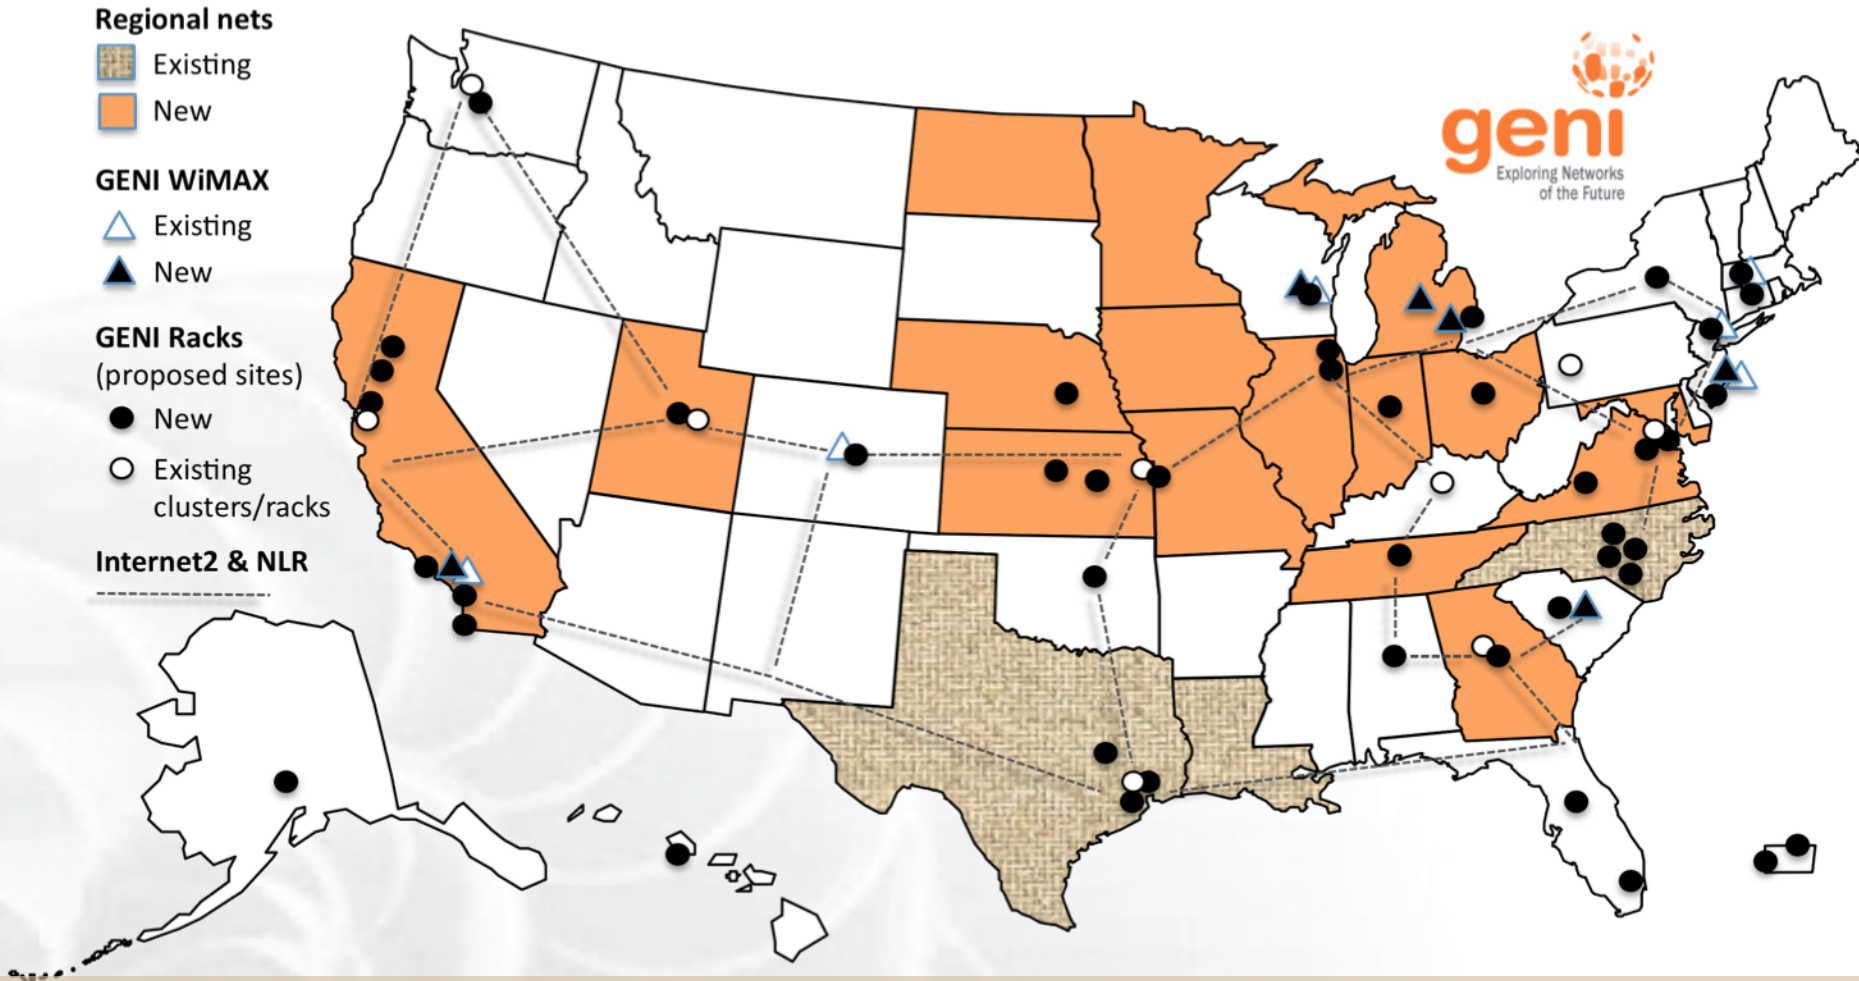 Regional nets
Existing
New
GENI WiMAX
Existing
New
GENI Racks
(proposed sites)
New
Existing
clusters/racks
Internet2 & NLR
geni
Exploring Networks
of the Future